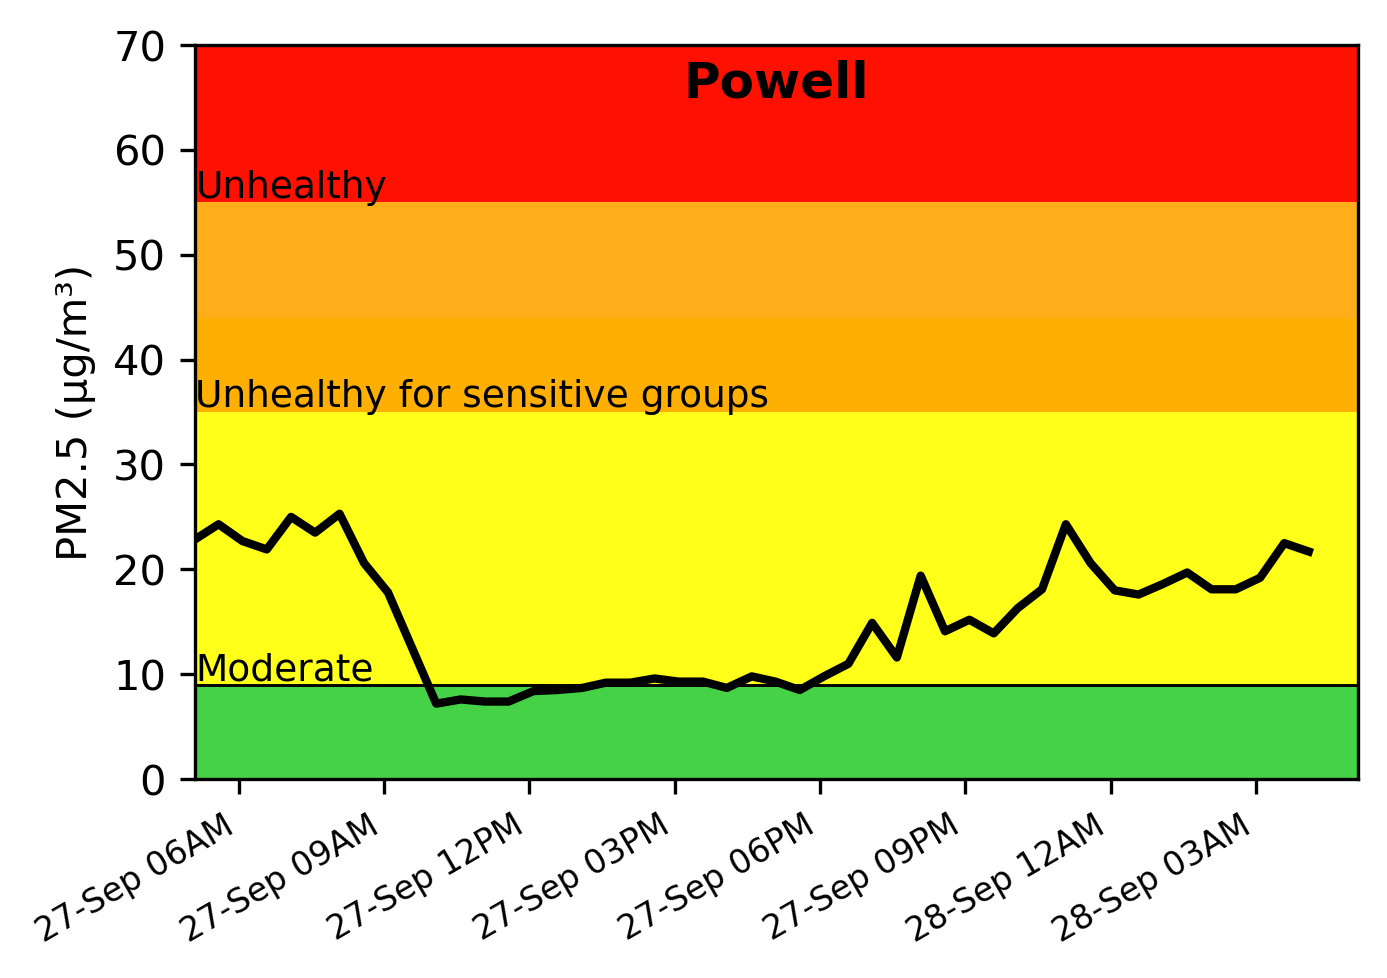 Powell
70
60
50
40
30
20
10
0
PM2.5 (µg/m³)
Unhealthy
Unhealthy for sensitive groups
Moderate
27-Sep 06AM
27-Sep 09AM
27-Sep 12PM
27-Sep 03PM
27-Sep 06PM
27-Sep 09PM
28-Sep 12AM
28-Sep 03AM